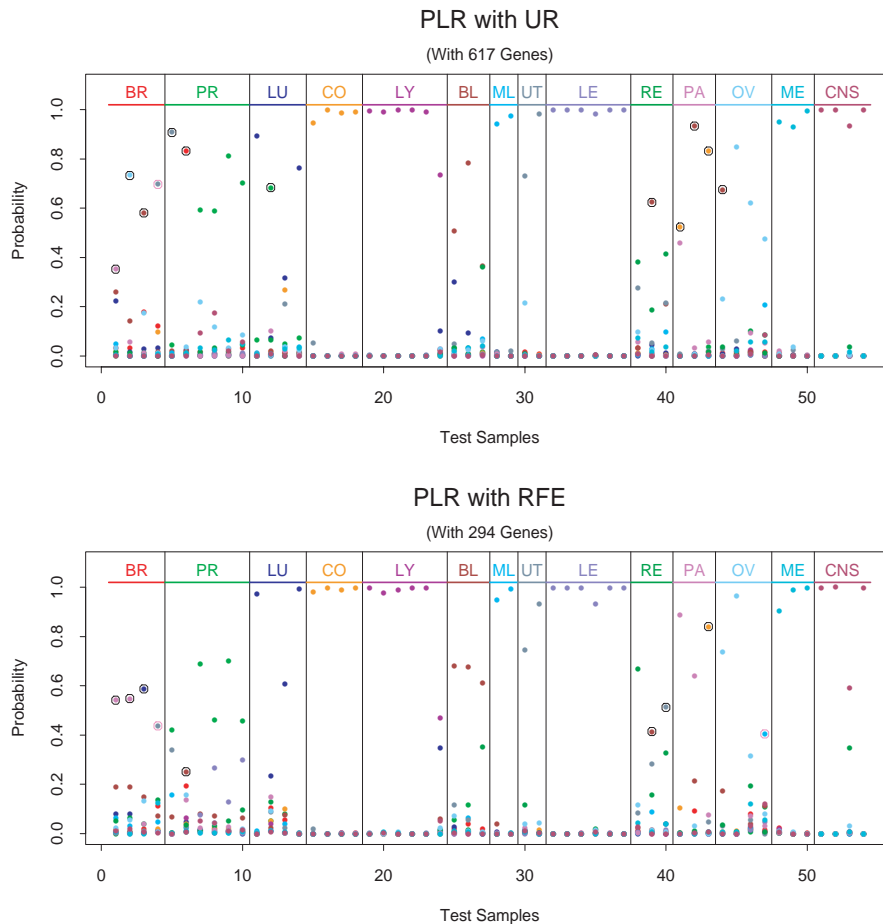 PLR with UR
(With 617 Genes)
BR PR LU CO LY BL ML UT LE RE PA OV ME CNS
1.0
0.8
0.6
0.4
0.2
0.0
Probability
0 10 20 30 40 50
Test Samples
PLR with RFE
(With 294 Genes)
BR PR LU CO LY BL ML UT LE RE PA OV ME CNS
1.0
0.8
0.6
0.4
0.2
0.0
Probability
0 10 20 30 40 50
Test Samples